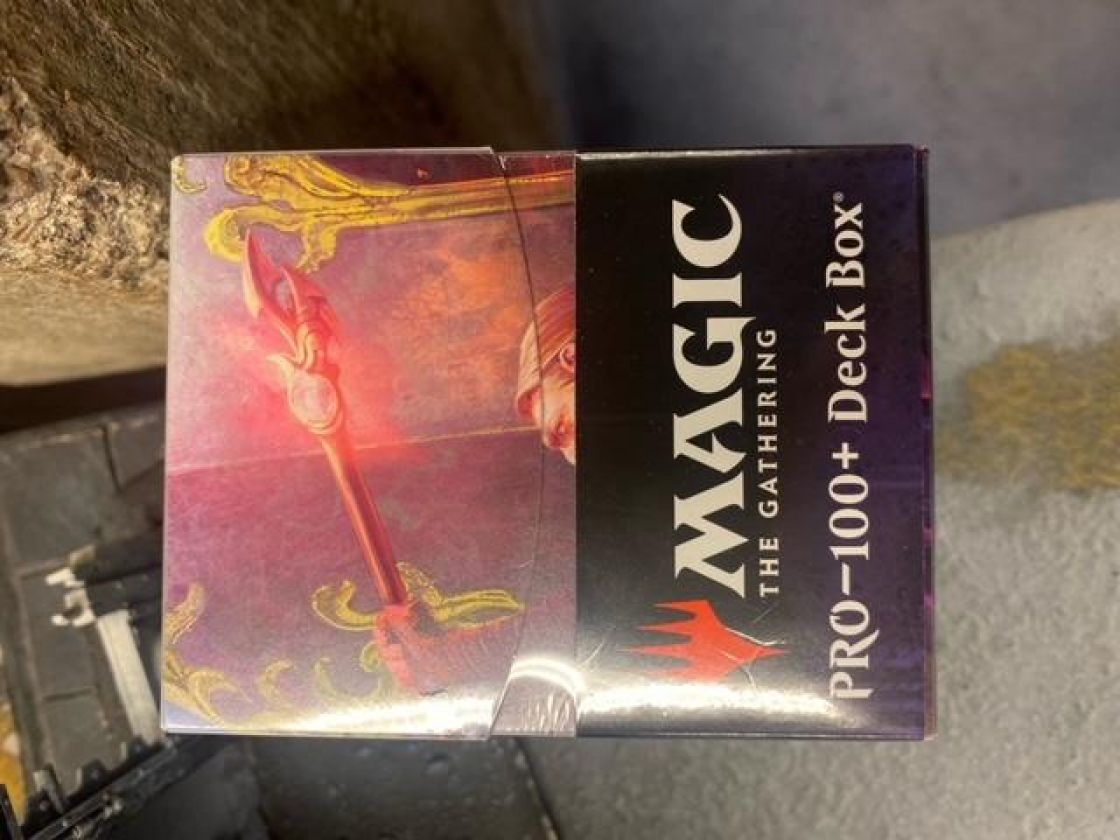 MAGIC
THE GATHERING
PRO–100+ Deck Box®